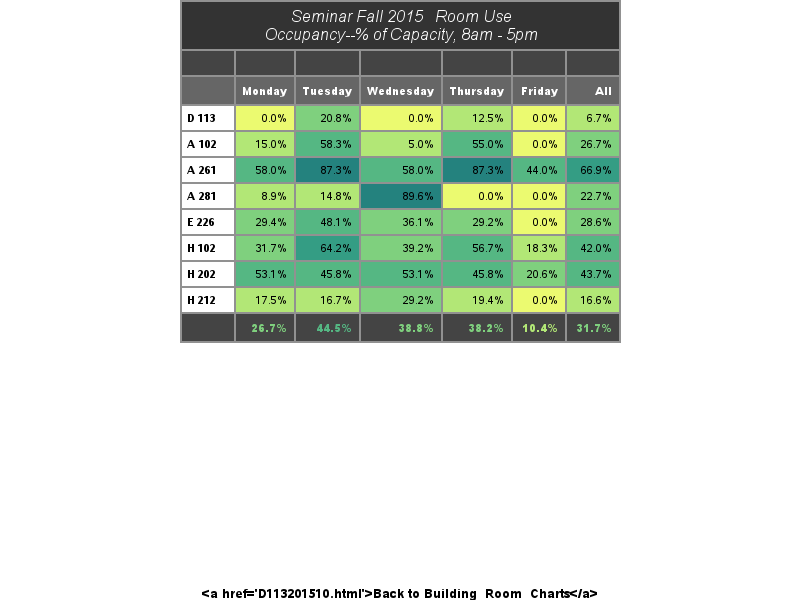 Seminar Fall 2015   Room Use
Occupancy--% of Capacity, 8am - 5pm
Monday Tuesday Wednesday Thursday Friday All
D 113 0.0% 20.8% 0.0% 12.5% 0.0% 6.7%
A 102 15.0% 58.3% 5.0% 55.0% 0.0% 26.7%
A 261 58.0% 87.3% 58.0% 87.3% 44.0% 66.9%
A 281 8.9% 14.8% 89.6% 0.0% 0.0% 22.7%
E 226 29.4% 48.1% 36.1% 29.2% 0.0% 28.6%
H 102 31.7% 64.2% 39.2% 56.7% 18.3% 42.0%
H 202 53.1% 45.8% 53.1% 45.8% 20.6% 43.7%
H 212 17.5% 16.7% 29.2% 19.4% 0.0% 16.6%
26.7% 44.5% 38.8% 38.2% 10.4% 31.7%
<a href='D113201510.html'>Back to Building  Room  Charts</a>